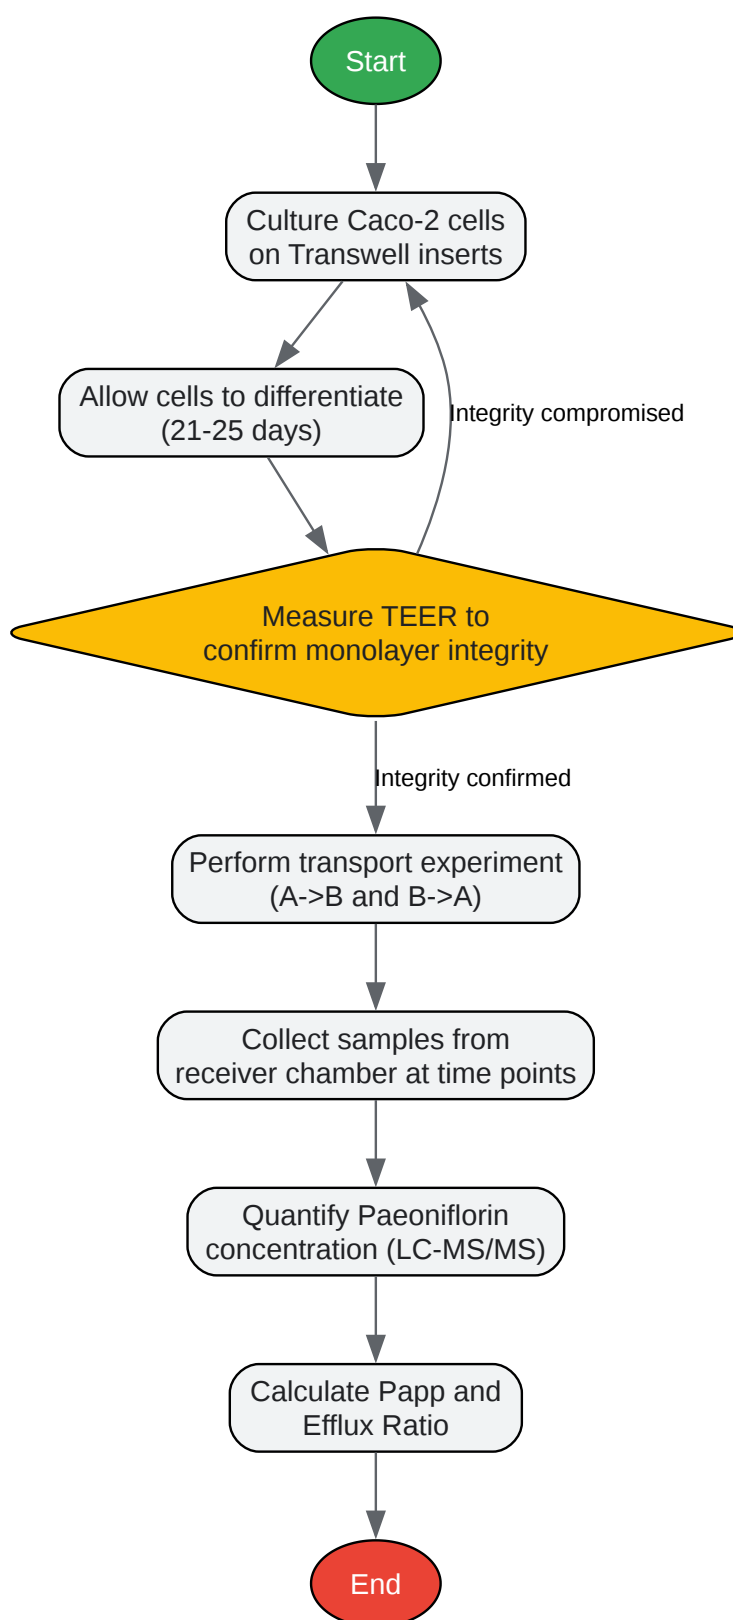 Start
Culture Caco-2 cells
on Transwell inserts
Allow cells to differentiate
(21-25 days)
Integrity compromised
Measure TEER to
confirm monolayer integrity
Integrity confirmed
Perform transport experiment
(A->B and B->A)
Collect samples from
receiver chamber at time points
Quantify Paeoniflorin
concentration (LC-MS/MS)
Calculate Papp and
Efflux Ratio
End